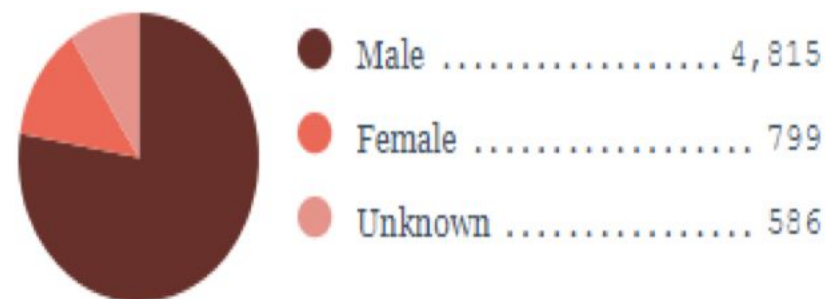 Male .................. 4,815
Female .................. 799
Unknown ................ 586